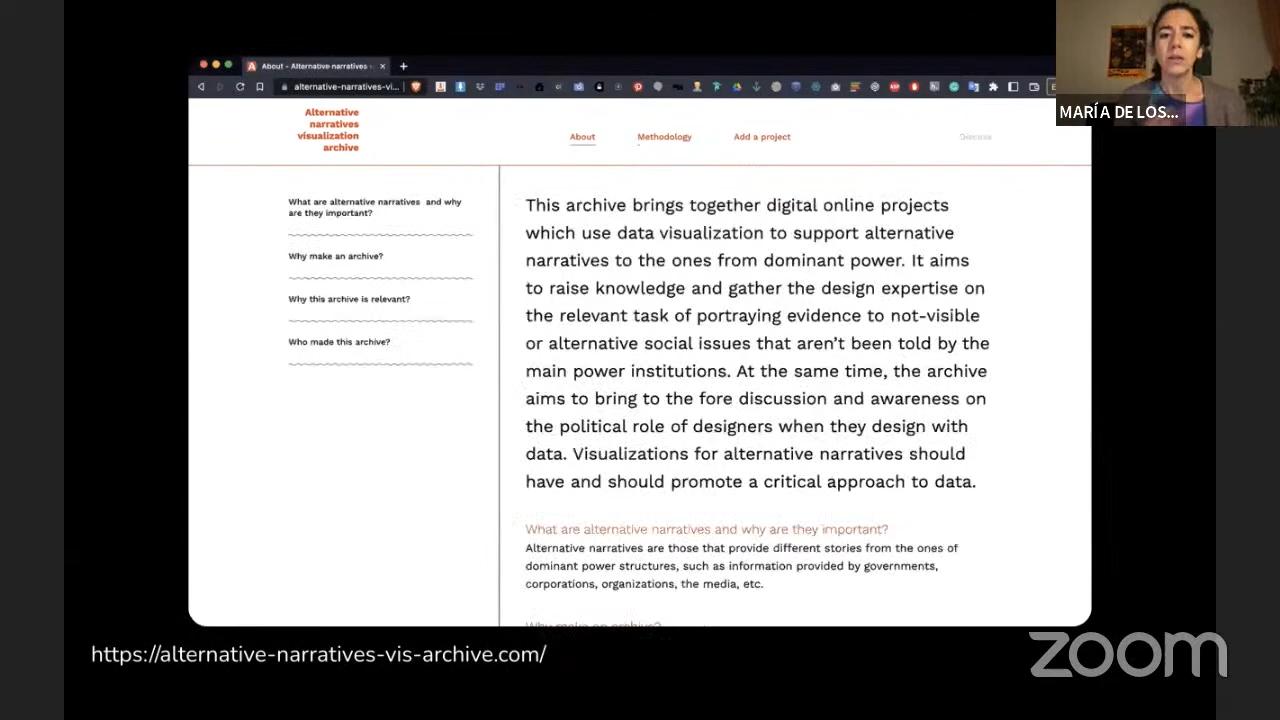 About - Alternative narratives
alternative-narratives-vi...
MARÍA DE LOS...
Alternative
narratives
visualization
archive
About
Methodology
Add a project
What are alternative narratives and why
are they important?
Why make an archive?
Why this archive is relevant?
Who made this archive?
This archive brings together digital online projects
which use data visualization to support alternative
narratives to the ones from dominant power. It aims
to raise knowledge and gather the design expertise on
the relevant task of portraying evidence to not-visible
or alternative social issues that aren't been told by the
main power institutions. At the same time, the archive
aims to bring to the fore discussion and awareness on
the political role of designers when they design with
data. Visualizations for alternative narratives should
have and should promote a critical approach to data.
What are alternative narratives and why are they important?
Alternative narratives are those that provide different stories from the ones of
dominant power structures, such as information provided by governments,
corporations, organizations, the media, etc.
Why make an archive?
https://alternative-narratives-vis-archive.com/
zoom